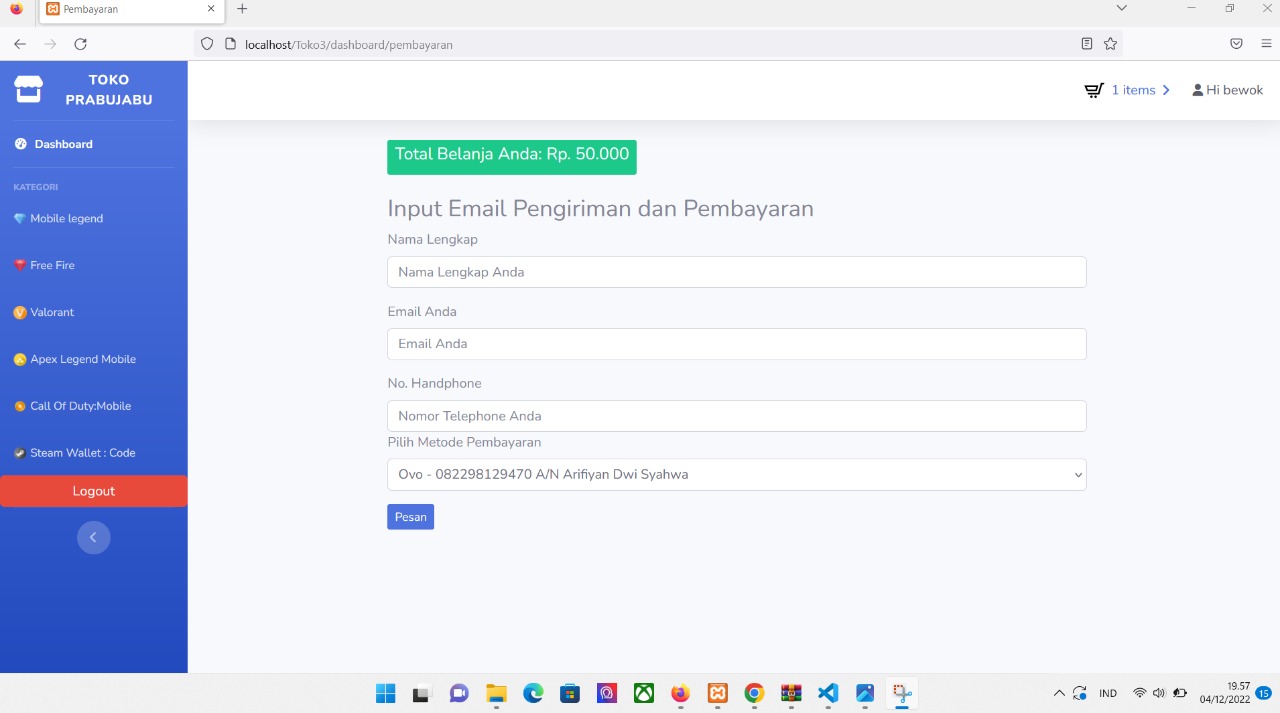 Pembayaran
localhost/Toko3/dashboard/pembayaran
TOKO
PRABUJABU
1 items
Hi bewok
Dashboard
KATEGORI
Mobile legend
Free Fire
Valorant
Apex Legend Mobile
Call Of Duty:Mobile
Steam Wallet : Code
Logout
Total Belanja Anda: Rp. 50.000
Input Email Pengiriman dan Pembayaran
Nama Lengkap
Nama Lengkap Anda
Email Anda
Email Anda
No. Handphone
Nomor Telephone Anda
Pilih Metode Pembayaran
Ovo - 082298129470 A/N Arifiyan Dwi Syahwa
Pesan
IND
19.57
04/12/2022
15